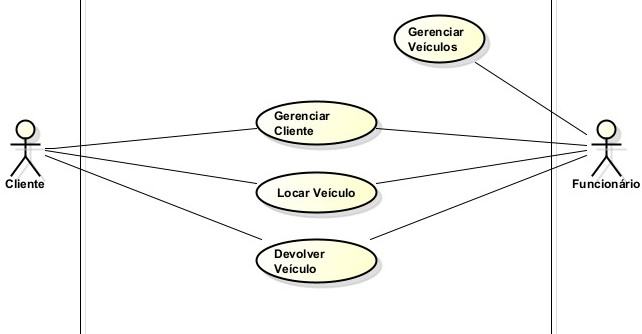 Gerenciar
Veículos
Gerenciar
Cliente
Cliente
Locar Veículo
Funcionário
Devolver
Veículo